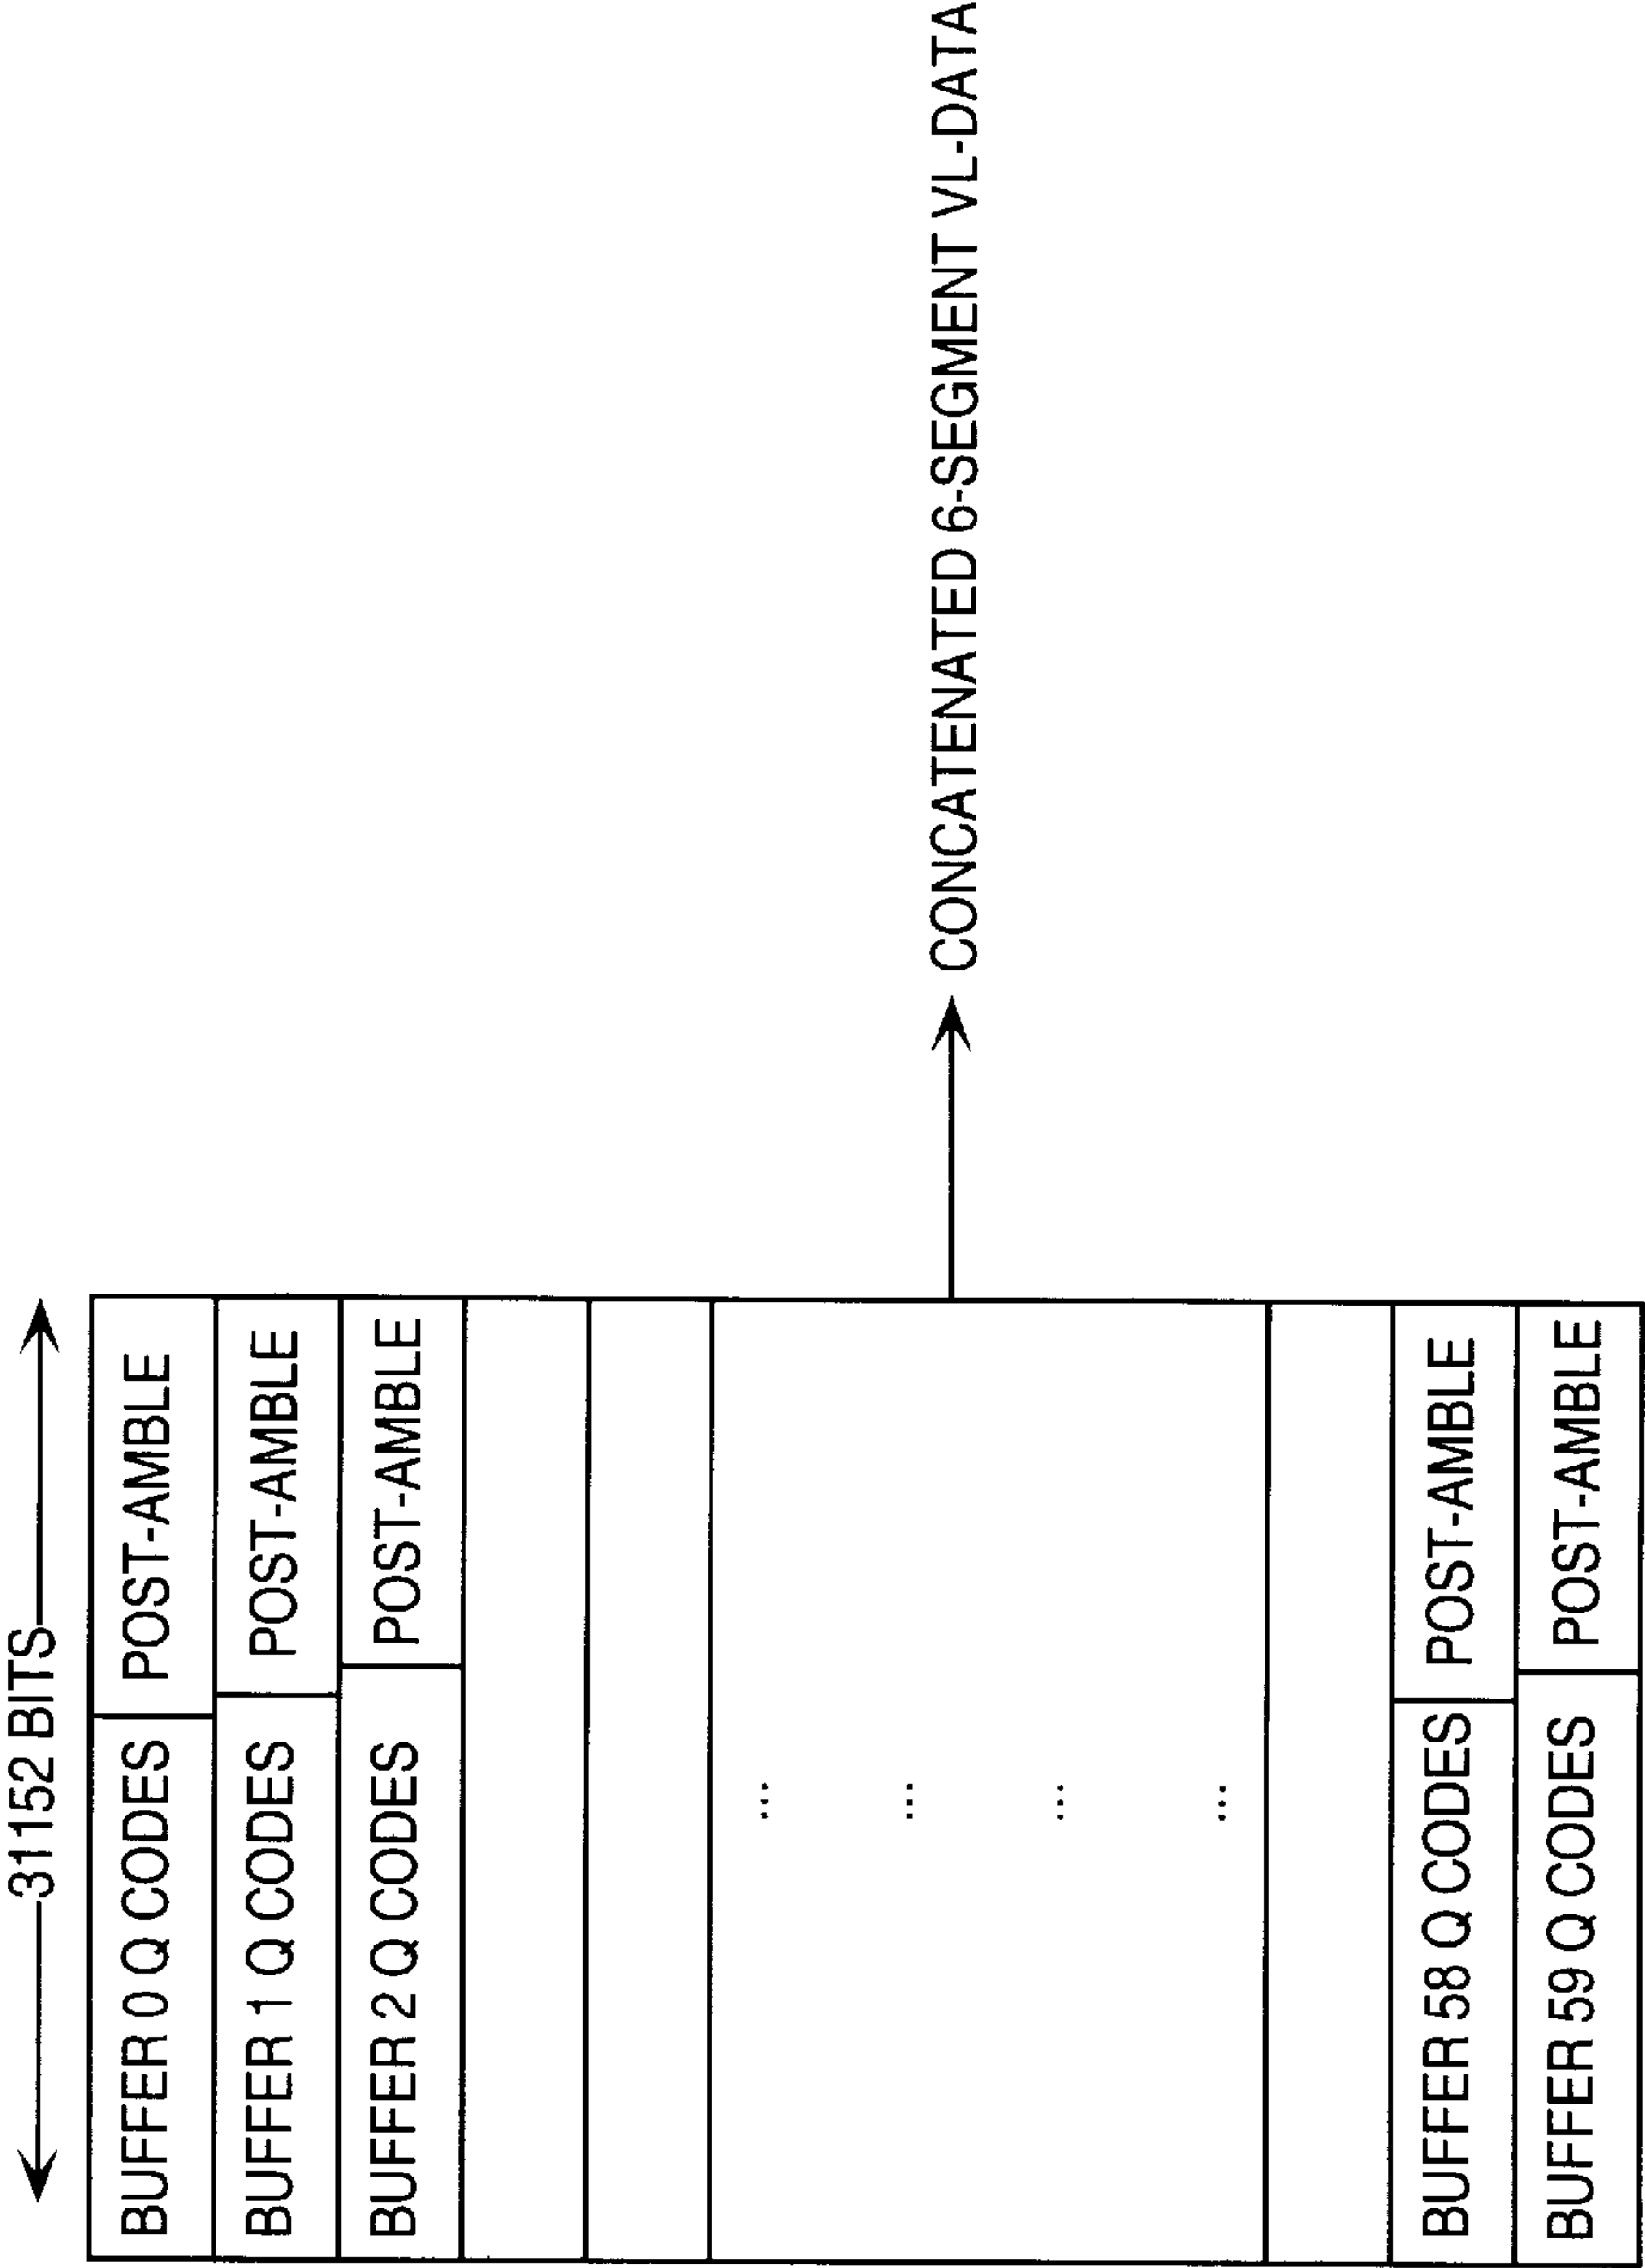 31152 BITS
BUFFER 0 Q CODES POST-AMBLE
BUFFER 1 Q CODES POST-AMBLE
BUFFER 2 Q CODES POST-AMBLE
...
...
...
...
BUFFER 58 Q CODES POST-AMBLE
BUFFER 59 Q CODES POST-AMBLE
CONCATENATED 6-SEGMENT VL-DATA